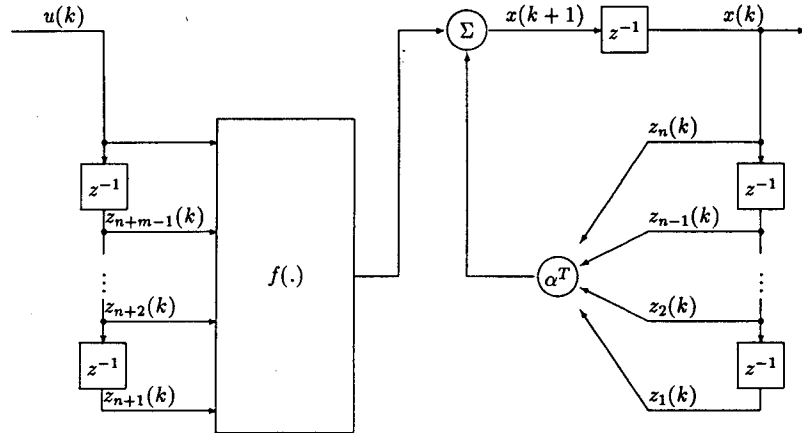 u(k)
Σ
x(k+1)
z⁻¹
x(k)
z_n(k)
z⁻¹
z⁻¹
z_{n+m−1}(k)
z_{n−1}(k)
⋮
f(.)
α^T
⋮
z_{n+2}(k)
z_2(k)
z⁻¹
z⁻¹
z_{n+1}(k)
z_1(k)